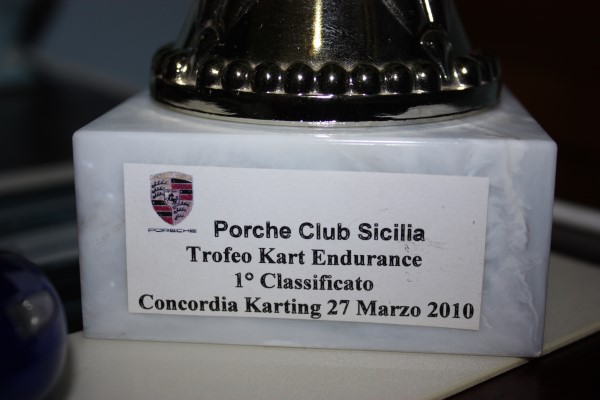 PORSCHE
Porche Club Sicilia
Trofeo Kart Endurance
1° Classificato
Concordia Karting 27 Marzo 2010